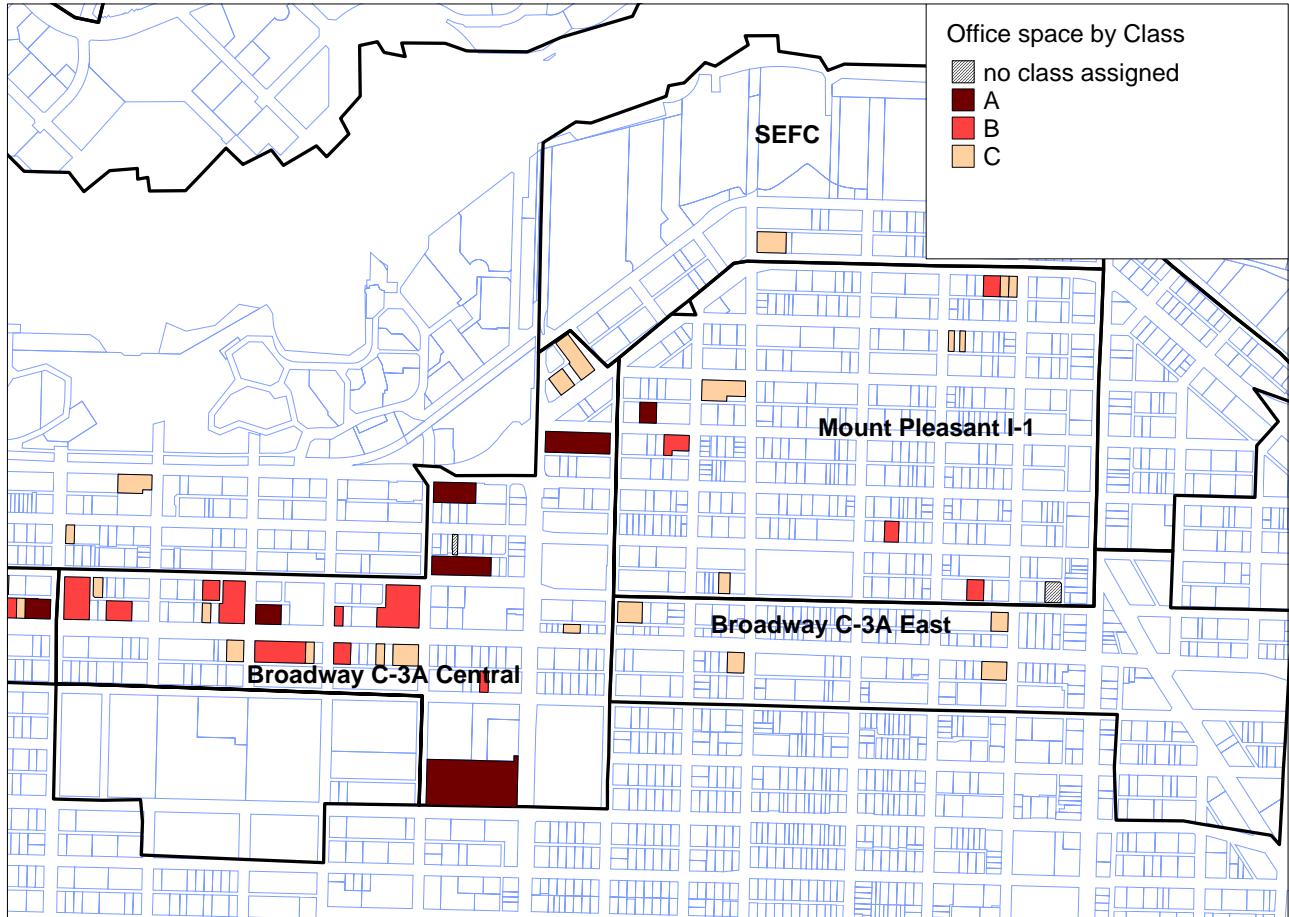 Office space by Class
no class assigned
A
B
C
SEFC
Mount Pleasant I-1
Broadway C-3A East
Broadway C-3A Central